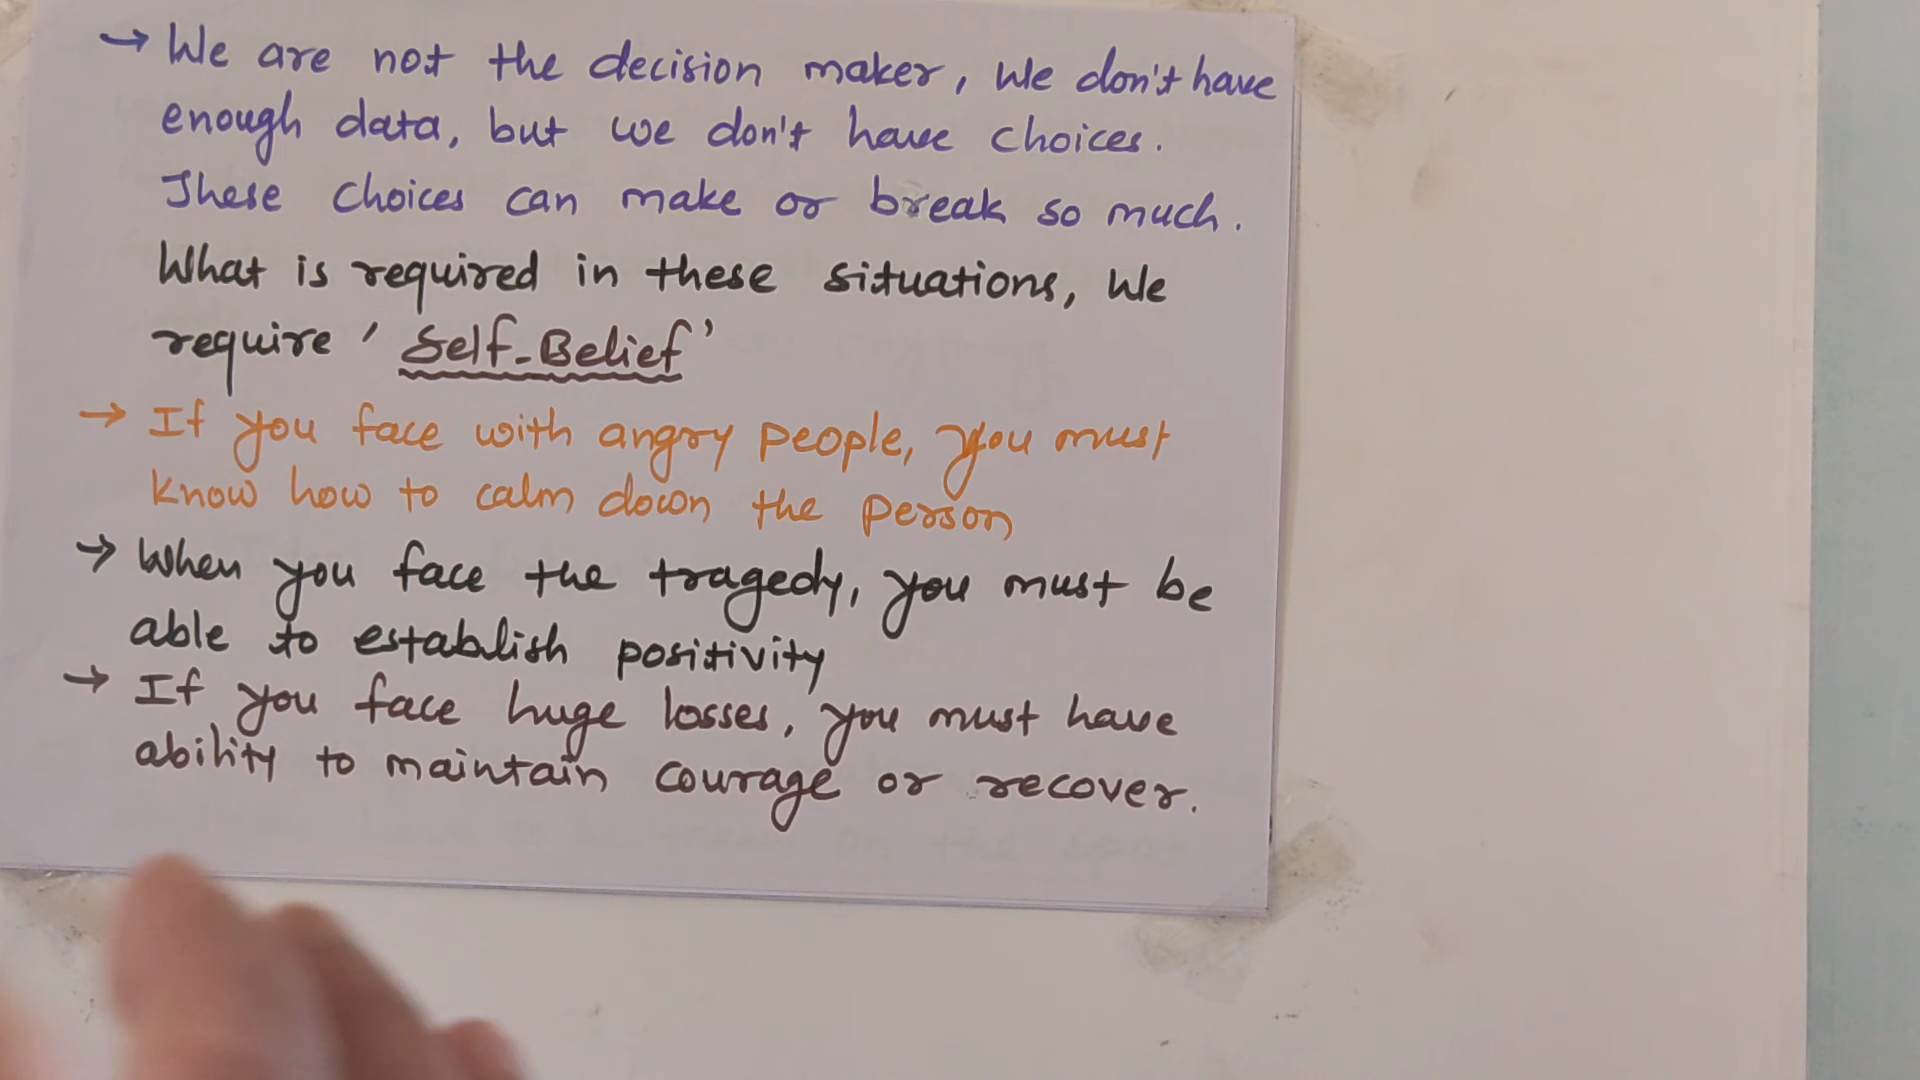 → We are not the decision maker, We don't have
enough data, but we don't have choices.
These choices can make or break so much.
What is required in these situations, We
require 'Self-Belief'
→ If you face with angry people, you must
know how to calm down the person
→ When you face the tragedy, you must be
able to establish positivity
→ If you face huge losses, you must have
ability to maintain courage or recover.